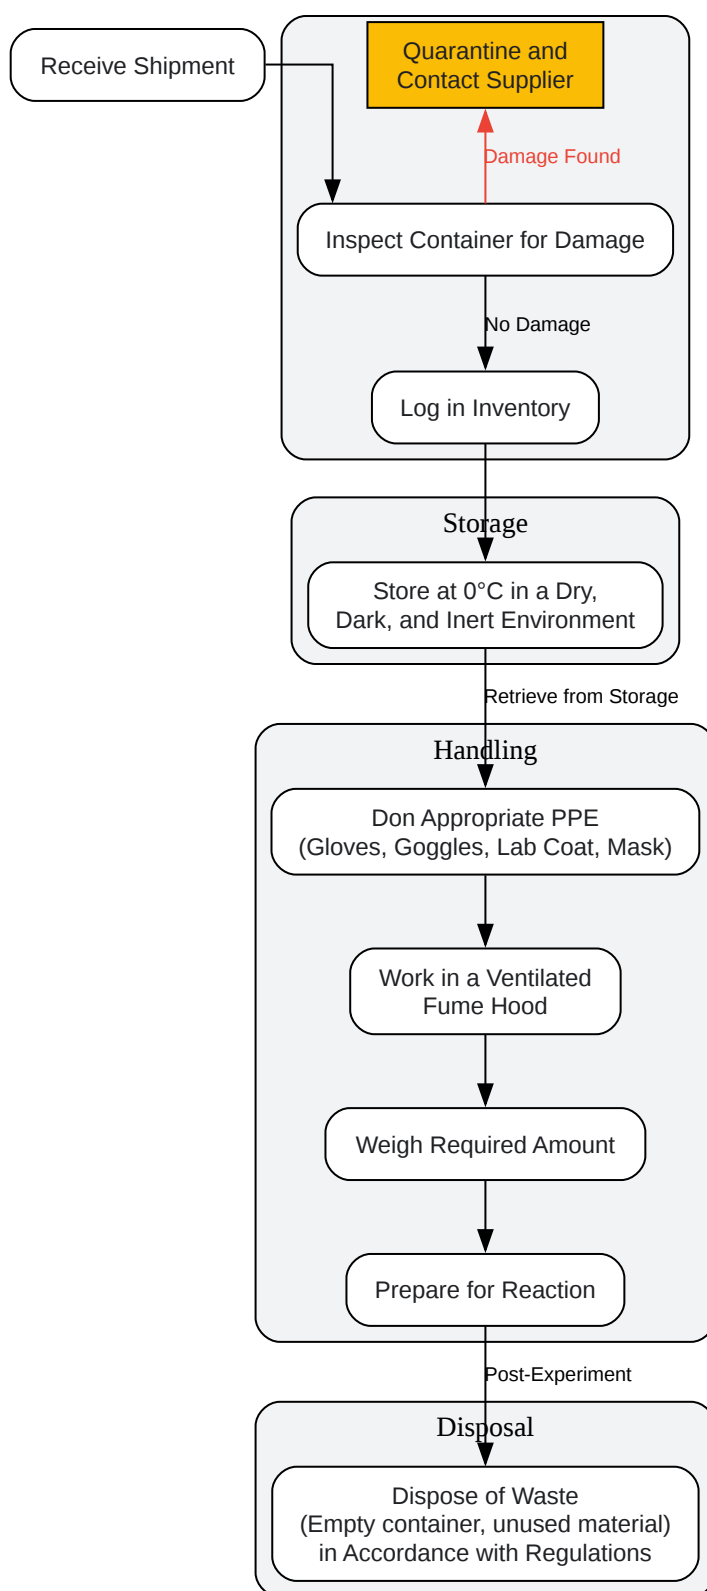 Receive Shipment
Quarantine and
Contact Supplier
Damage Found
Inspect Container for Damage
No Damage
Log in Inventory
Storage
Store at 0°C in a Dry,
Dark, and Inert Environment
Retrieve from Storage
Handling
Don Appropriate PPE
(Gloves, Goggles, Lab Coat, Mask)
Work in a Ventilated
Fume Hood
Weigh Required Amount
Prepare for Reaction
Post-Experiment
Disposal
Dispose of Waste
(Empty container, unused material)
in Accordance with Regulations